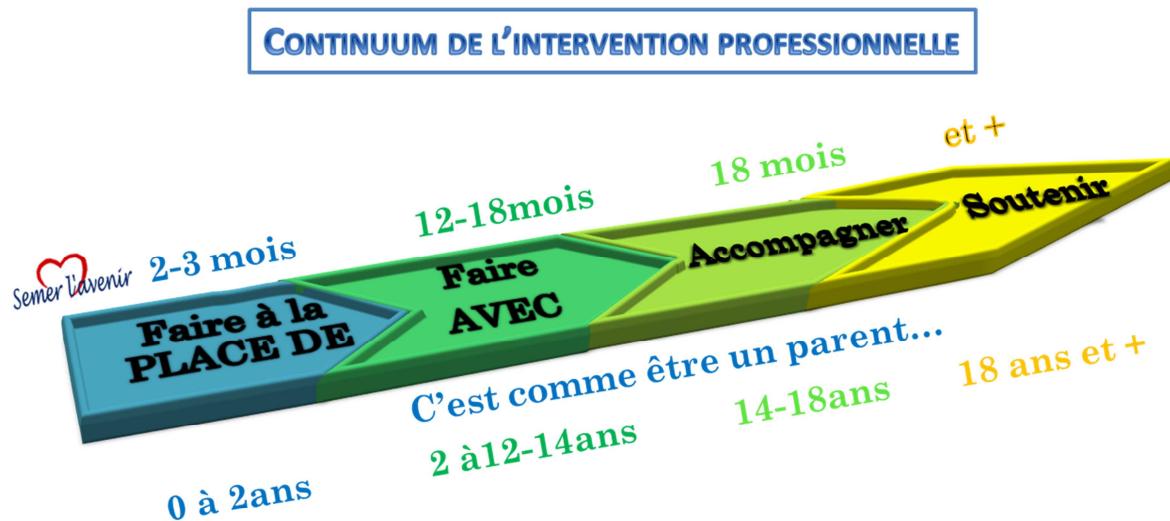 CONTINUUM DE L'INTERVENTION PROFESSIONNELLE
et +
18 mois
12-18mois
2-3 mois
Semer l'avenir
Faire à la
PLACE DE
Faire
AVEC
Accompagner
Soutenir
C'est comme être un parent...
0 à 2ans
2 à12-14ans
14-18ans
18 ans et +